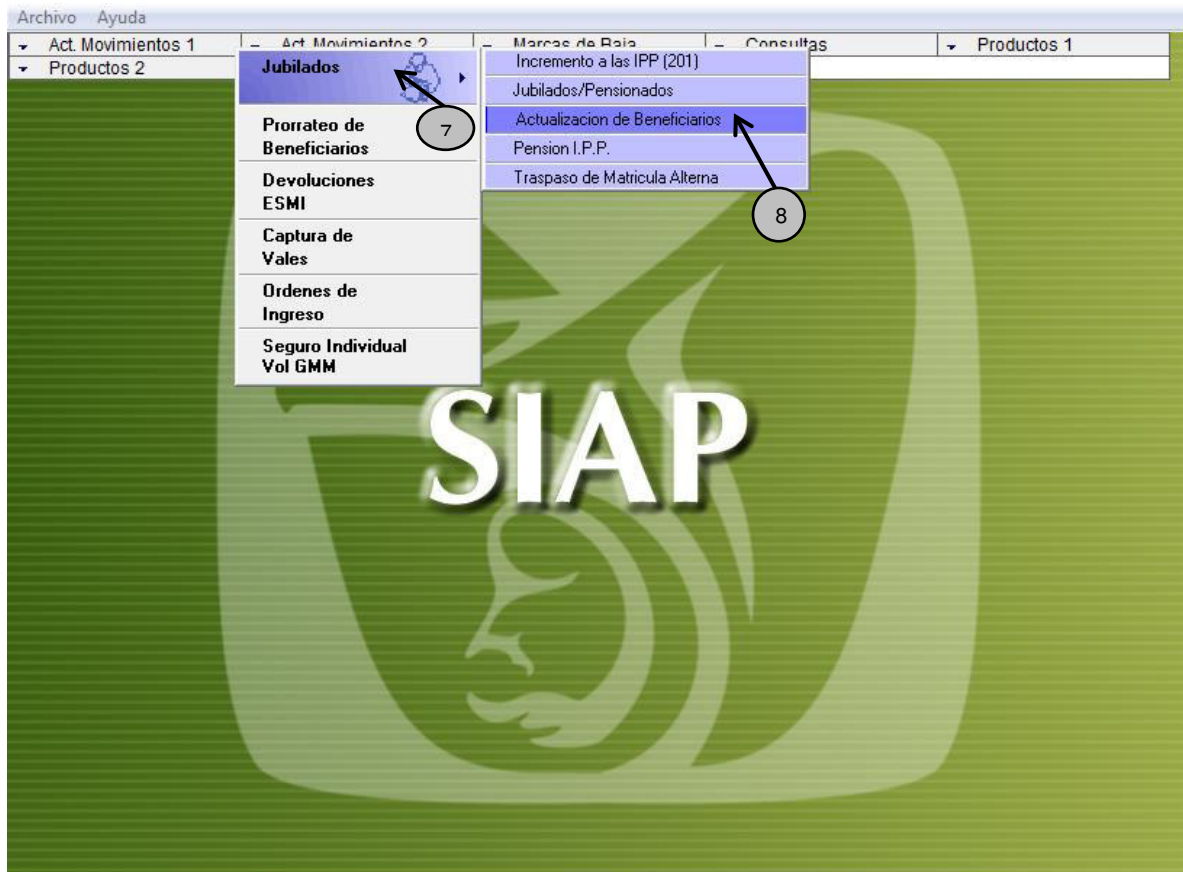 Archivo Ayuda
Act. Movimientos 1 Act. Movimientos 2 Marcas de Baja Consultas Productos 1
Productos 2
Jubilados
Prorrateo de
Beneficiarios
Devoluciones
ESMI
Captura de
Vales
Ordenes de
Ingreso
Seguro Individual
Vol GMM
Incremento a las IPP (201)
Jubilados/Pensionados
Actualizacion de Beneficiarios
Pension I.P.P.
Traspaso de Matricula Alterna
7
8
SIAP